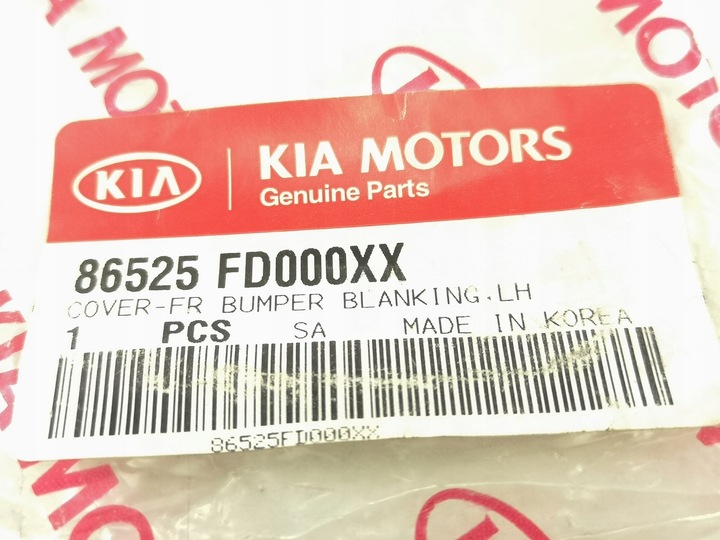 KIA MOTORS
KIA
Genuine Parts
86525 FD000XX
COVER-FR BUMPER BLANKING,LH
1 PCS SA MADE IN KOREA
86525FD000XX